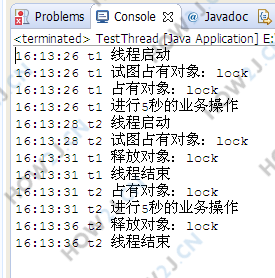 Problems Console @ Javadoc
<terminated> TestThread [Java Application] E:
16:13:26 t1 线程启动
16:13:26 t1 试图占有对象：lock
16:13:26 t1 占有对象：lock
16:13:26 t1 进行5秒的业务操作
16:13:28 t2 线程启动
16:13:28 t2 试图占有对象：lock
16:13:31 t1 释放对象：lock
16:13:31 t1 线程结束
16:13:31 t2 占有对象：lock
16:13:31 t2 进行5秒的业务操作
16:13:36 t2 释放对象：lock
16:13:36 t2 线程结束
HOW2J.CN